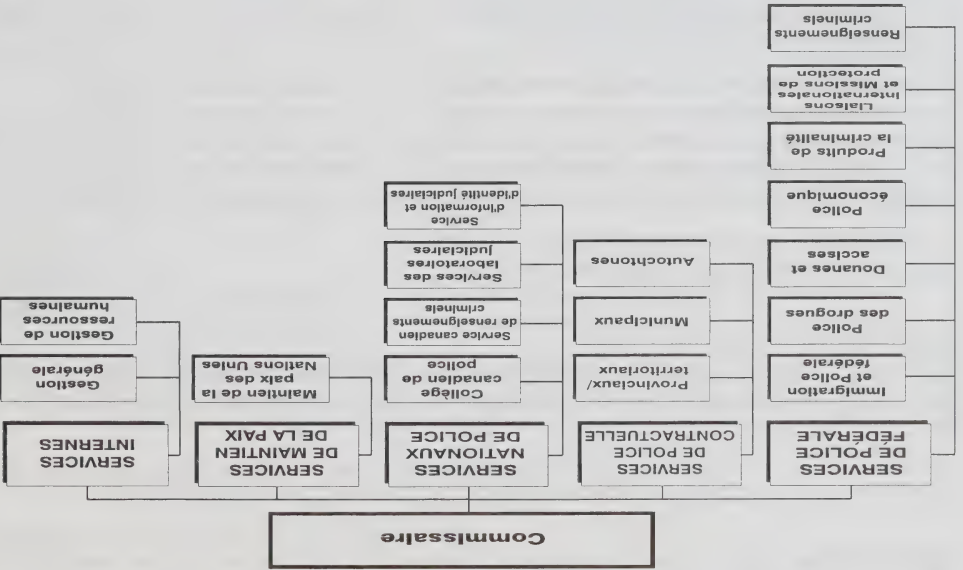 Commissaire
SERVICES
DE POLICE
FÉDÉRALE
Immigration
et Police
fédérale
Police
des drogues
Douanes et
accises
Police
économique
Produits de
la criminalité
Liaisons
Internationales
et Missions de
protection
Renseignements
criminels
SERVICES
DE POLICE
CONTRACTUELLE
Provinciaux/
territoriaux
Municipaux
Autochtones
SERVICES
NATIONAUX
DE POLICE
Collège
canadien de
police
Service canadien
de renseignements
criminels
Services des
laboratoires
judiciaires
Service
d'information et
d'identité judiciaires
SERVICES
DE MAINTIEN
DE LA PAIX
Maintien de la
paix des
Nations Unies
SERVICES
INTERNES
Gestion
générale
Gestion de
ressources
humaines